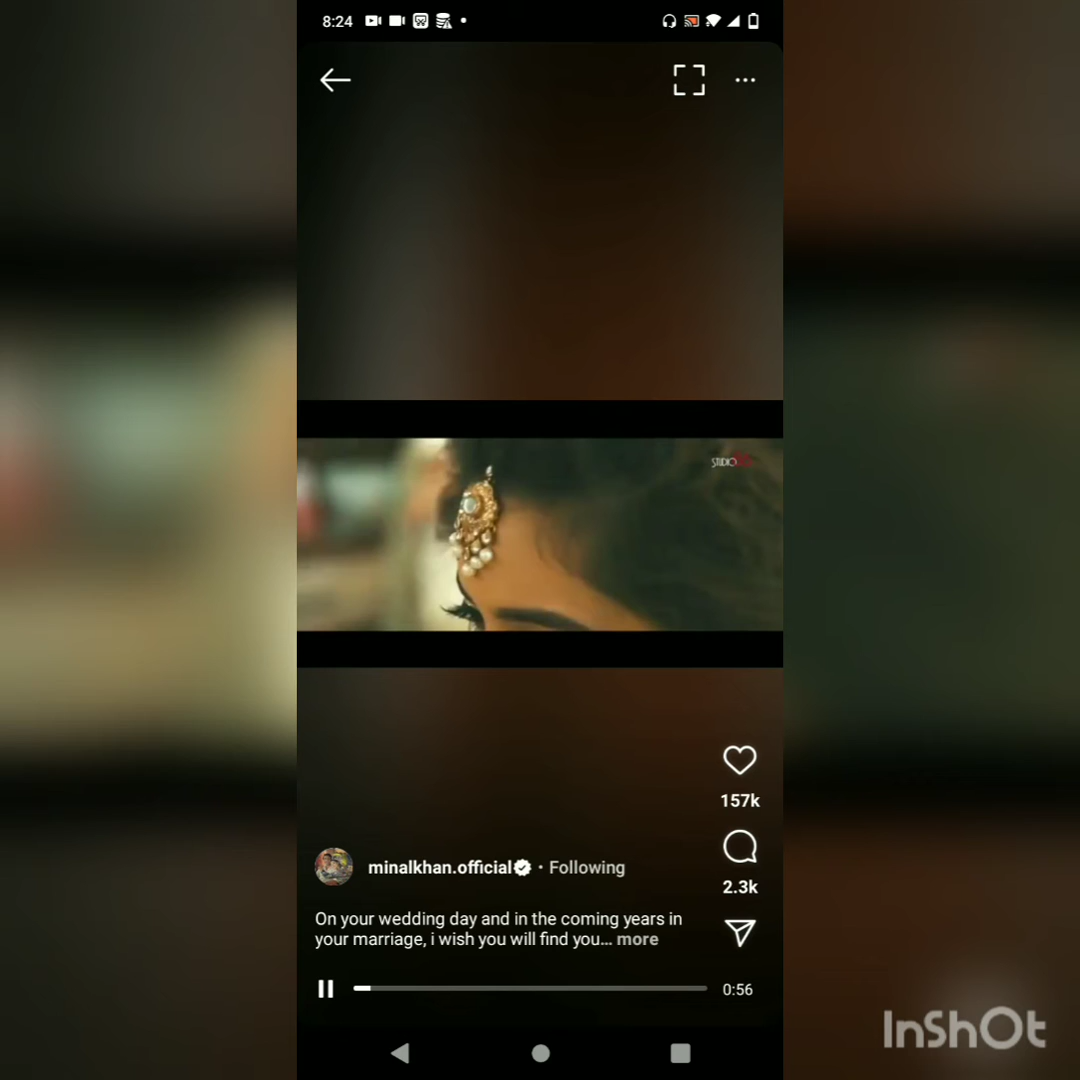 8:24
STUDIO
157k
2.3k
minalkhan.official · Following
On your wedding day and in the coming years in
your marriage, i wish you will find you... more
0:56
InShOt